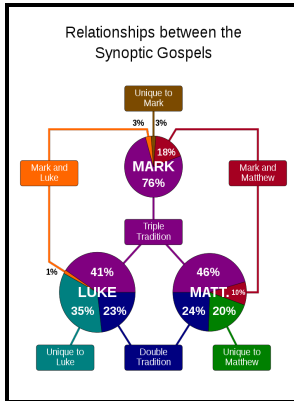 Relationships between the
Synoptic Gospels
Unique to
Mark
3%
3%
18%
MARK
76%
Mark and
Luke
Mark and
Matthew
Triple
Tradition
1%
41%
LUKE
35%
23%
46%
MATT.
10%
24%
20%
Unique to
Luke
Double
Tradition
Unique to
Matthew